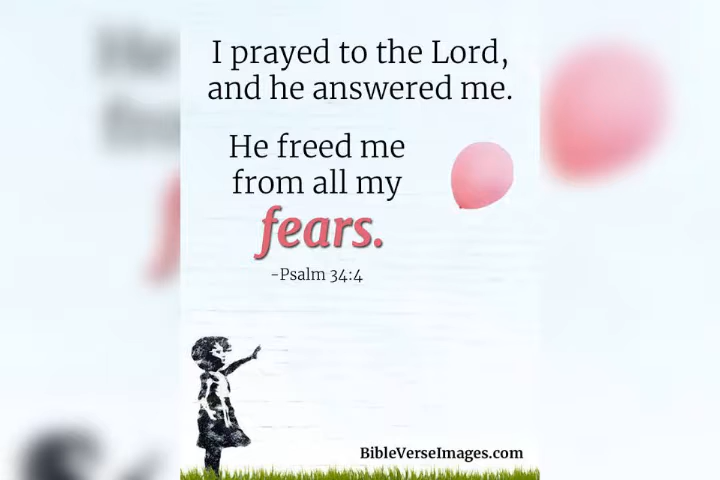 I prayed to the Lord,
and he answered me.
He freed me
from all my
fears.
-Psalm 34:4
BibleVerseImages.com